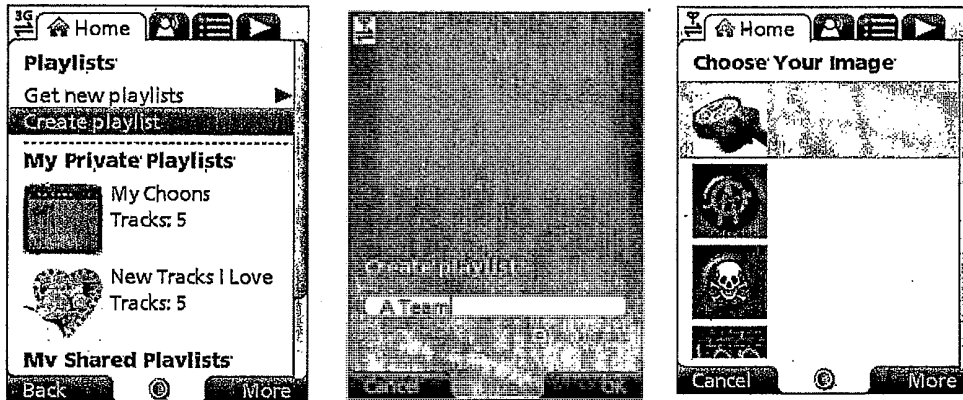 3G
Home
Playlists
Get new playlists
Create playlist
My Private Playlists
My Choons
Tracks: 5
New Tracks I Love
Tracks: 5
My Shared Playlists
Back
More
Create playlist
A Team
Cancel
OK
Home
Choose Your Image
Cancel
More